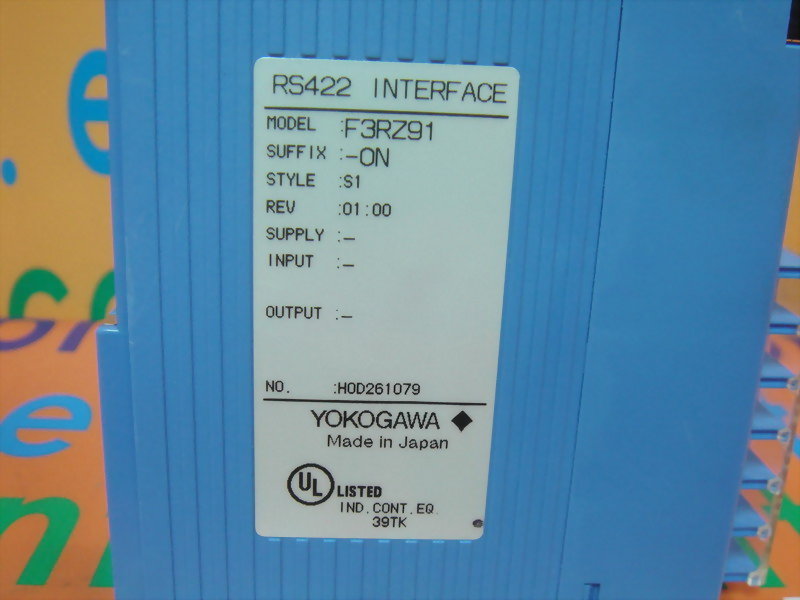 RS422 INTERFACE
MODEL :F3RZ91
SUFFIX :-0N
STYLE :S1
REV :01:00
SUPPLY :-
INPUT :-
OUTPUT :-
NO. :H0D261079
YOKOGAWA
Made in Japan
UL LISTED
IND.CONT.EQ.
39TK